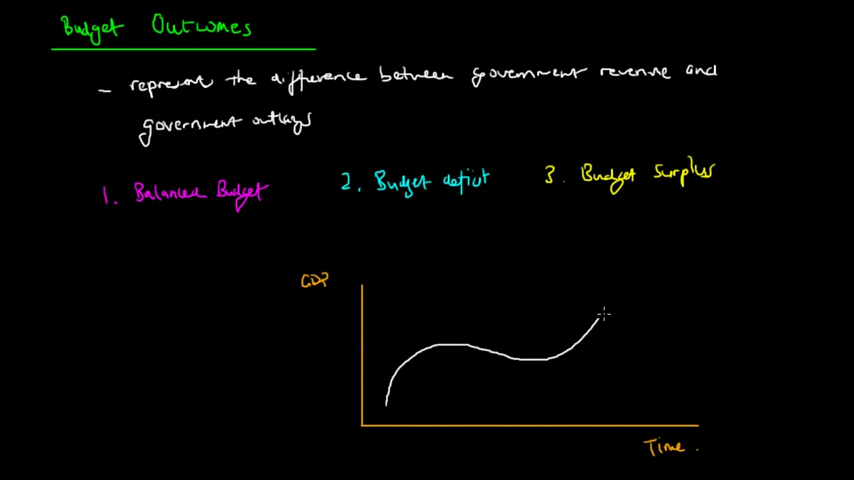 Budget Outcomes
- represent the difference between government revenue and
government outlays
1. Balanced Budget 2. Budget deficit 3. Budget Surplus
GDP
Time.